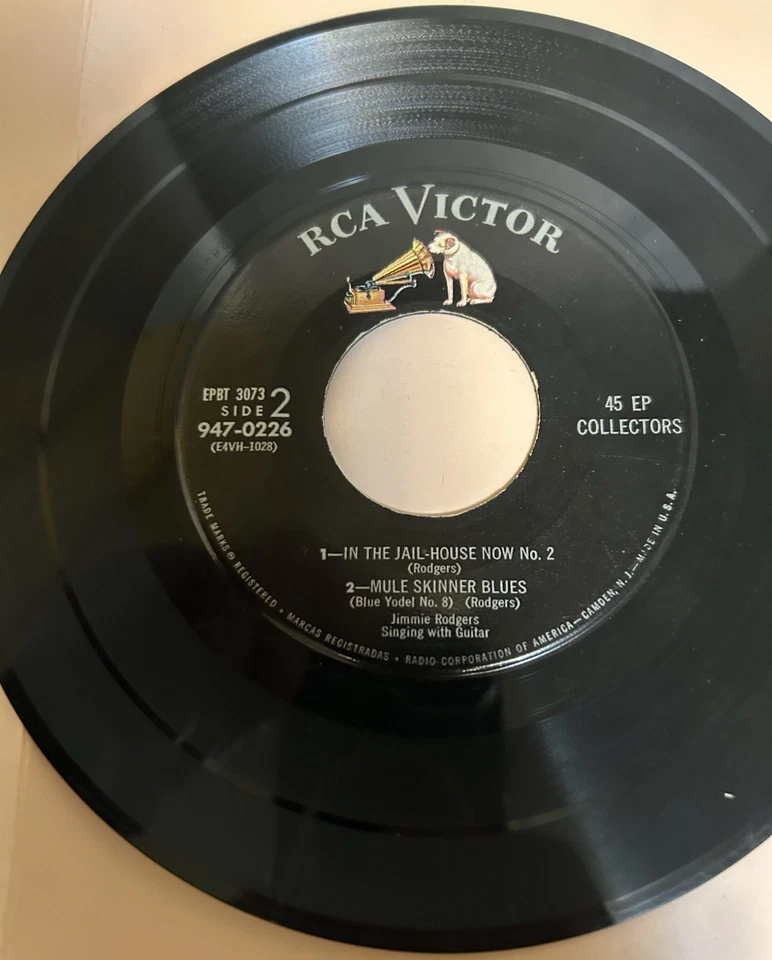 RCA VICTOR
EPBT 3073
SIDE 2
947-0226
(E4VH-1028)
45 EP
COLLECTORS
1—IN THE JAIL-HOUSE NOW No. 2
(Rodgers)
2—MULE SKINNER BLUES
(Blue Yodel No. 8) (Rodgers)
Jimmie Rodgers
Singing with Guitar
TRADE MARKS ® REGISTERED • MARCAS REGISTRADAS • RADIO CORPORATION OF AMERICA—CAMDEN, N.J.—MADE IN U.S.A.